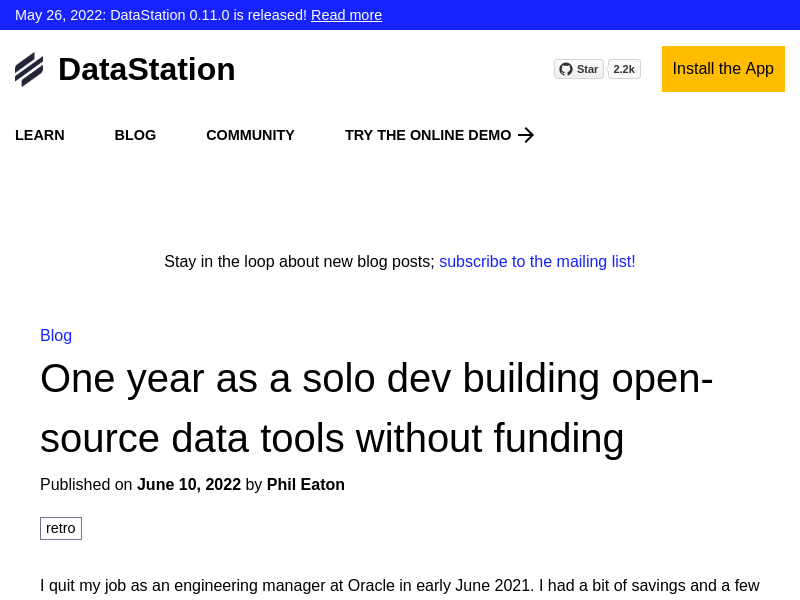 May 26, 2022: DataStation 0.11.0 is released! Read more
DataStation
Star 2.2k
Install the App
LEARN BLOG COMMUNITY TRY THE ONLINE DEMO
Stay in the loop about new blog posts; subscribe to the mailing list!
Blog
One year as a solo dev building open-
source data tools without funding
Published on June 10, 2022 by Phil Eaton
retro
I quit my job as an engineering manager at Oracle in early June 2021. I had a bit of savings and a few